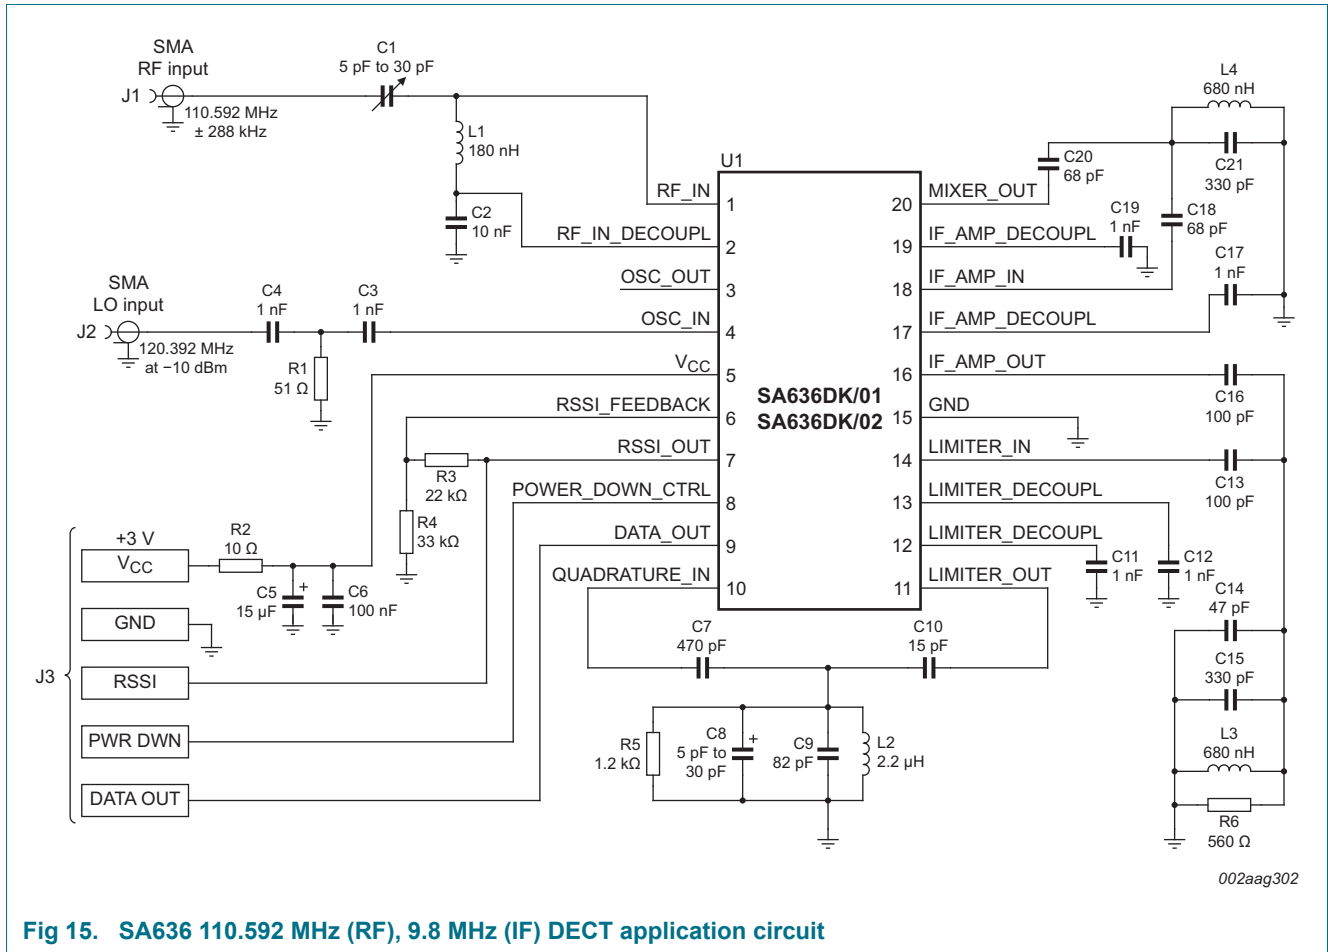 SMA
RF input
J1
110.592 MHz
± 288 kHz
C1
5 pF to 30 pF
L1
180 nH
C2
10 nF
SMA
LO input
J2
120.392 MHz
at −10 dBm
C4
1 nF
C3
1 nF
R1
51 Ω
R3
22 kΩ
R4
33 kΩ
J3
+3 V
VCC
GND
RSSI
PWR DWN
DATA OUT
R2
10 Ω
C5
15 μF
+
C6
100 nF
U1
SA636DK/01
SA636DK/02
RF_IN
1
RF_IN_DECOUPL
2
OSC_OUT
3
OSC_IN
4
VCC
5
RSSI_FEEDBACK
6
RSSI_OUT
7
POWER_DOWN_CTRL
8
DATA_OUT
9
QUADRATURE_IN
10
20
MIXER_OUT
19
IF_AMP_DECOUPL
18
IF_AMP_IN
17
IF_AMP_DECOUPL
16
IF_AMP_OUT
15
GND
14
LIMITER_IN
13
LIMITER_DECOUPL
12
LIMITER_DECOUPL
11
LIMITER_OUT
C7
470 pF
C10
15 pF
R5
1.2 kΩ
C8
5 pF to
30 pF
+
C9
82 pF
L2
2.2 μH
L4
680 nH
C20
68 pF
C21
330 pF
C19
1 nF
C18
68 pF
C17
1 nF
C16
100 pF
C13
100 pF
C11
1 nF
C12
1 nF
C14
47 pF
C15
330 pF
L3
680 nH
R6
560 Ω
002aag302
Fig 15. SA636 110.592 MHz (RF), 9.8 MHz (IF) DECT application circuit